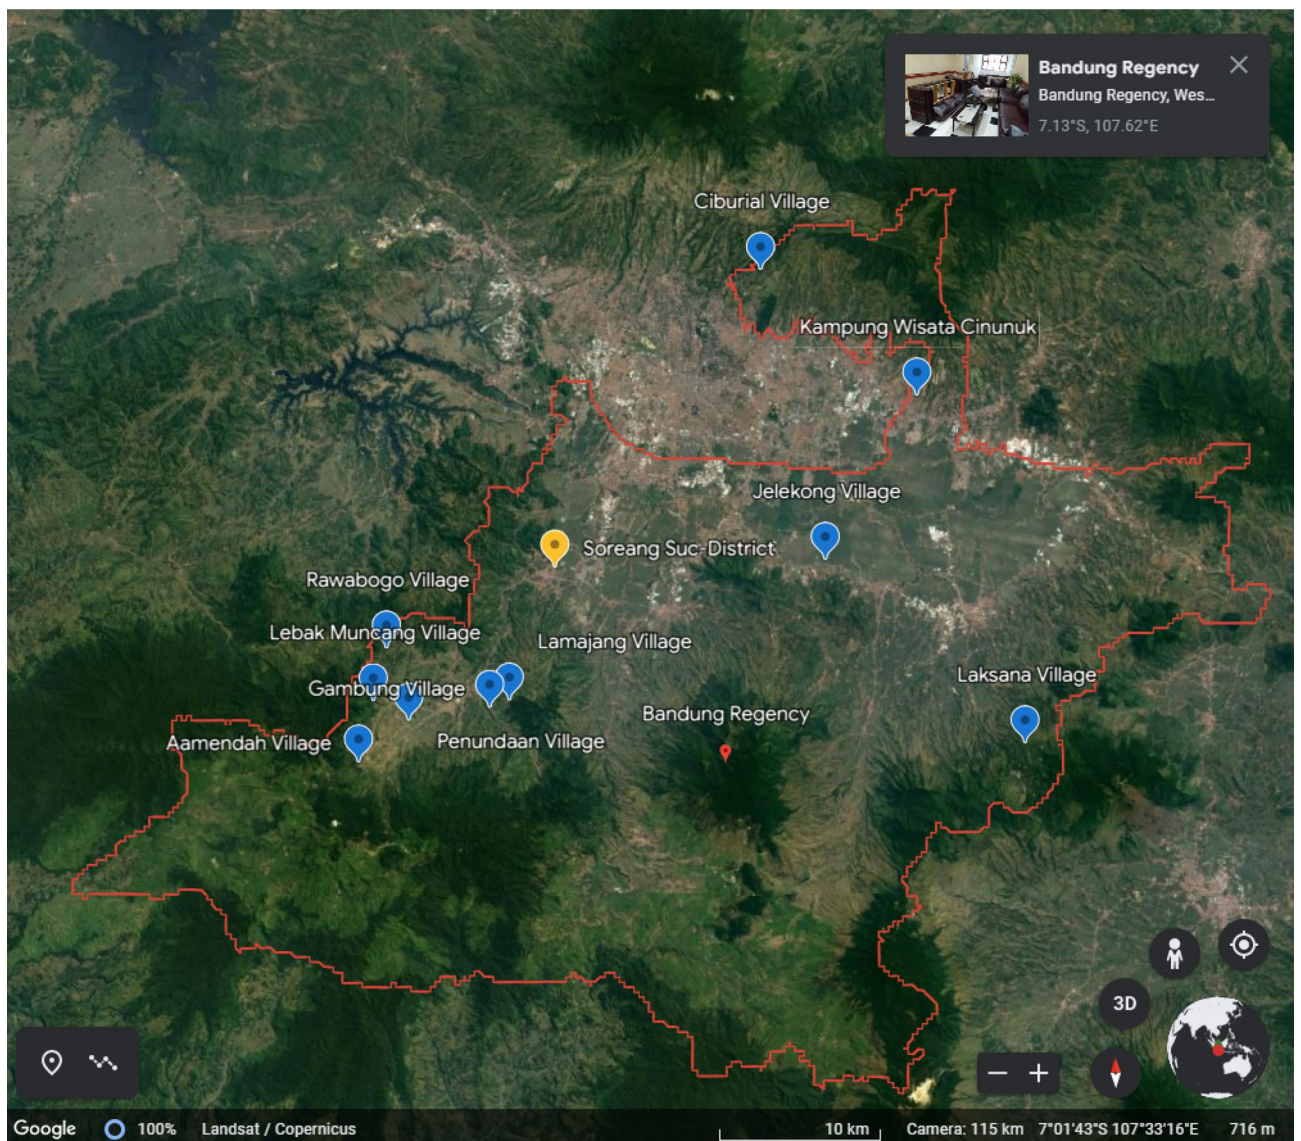 Bandung Regency
Bandung Regency, Wes...
7.13°S, 107.62°E
Ciburial Village
Kampung Wisata Cinunuk
Jelekong Village
Soreang Suc-District
Rawabogo Village
Lebak Muncang Village
Lamajang Village
Laksana Village
Gambung Village
Bandung Regency
Aamendah Village
Penundaan Village
3D
Google
100%
Landsat / Copernicus
10 km
Camera: 115 km
7°01'43"S 107°33'16"E
716 m